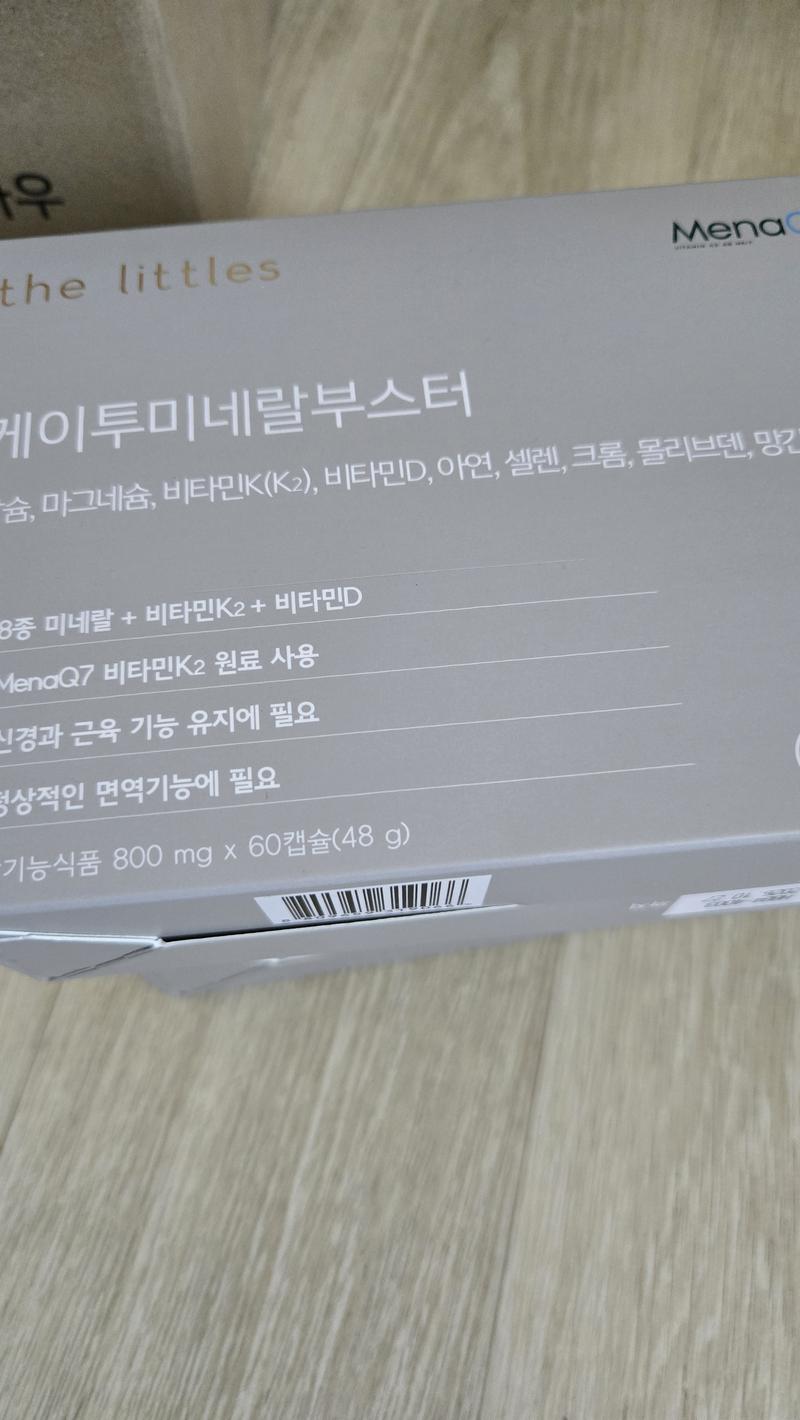 우
the littles
Mena
케이투미네랄부스터
슘, 마그네슘, 비타민K(K2), 비타민D, 아연, 셀렌, 크롬, 몰리브덴, 망간
8종 미네랄 + 비타민K2 + 비타민D
MenaQ7 비타민K2 원료 사용
신경과 근육 기능 유지에 필요
정상적인 면역기능에 필요
기능식품 800 mg x 60캡슐(48 g)